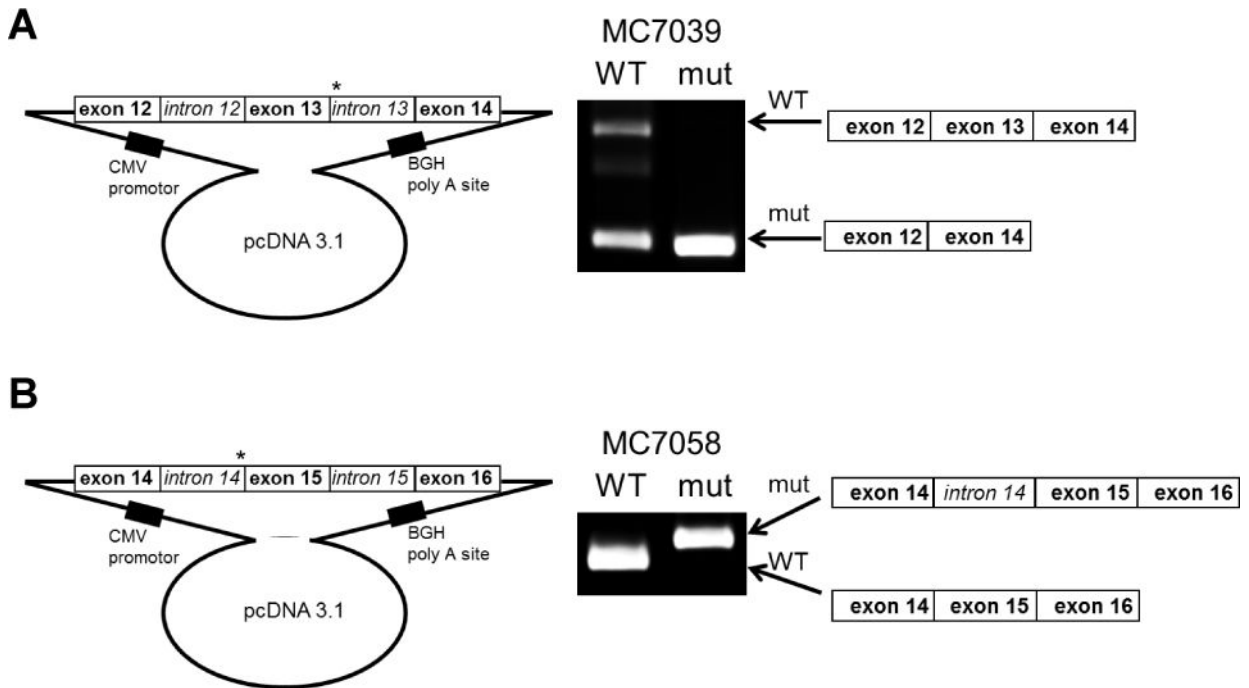 A
MC7039
WT mut
*
exon 12 intron 12 exon 13 intron 13 exon 14
WT
exon 12 exon 13 exon 14
CMV
promotor
BGH
poly A site
pcDNA 3.1
mut
exon 12 exon 14
B
MC7058
WT mut
*
exon 14 intron 14 exon 15 intron 15 exon 16
mut
exon 14 intron 14 exon 15 exon 16
CMV
promotor
BGH
poly A site
WT
pcDNA 3.1
exon 14 exon 15 exon 16